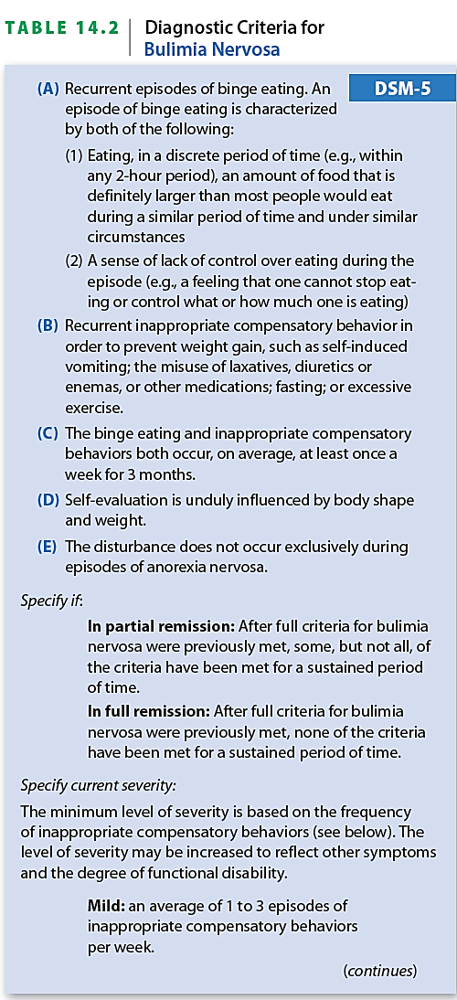 TABLE 14.2
Diagnostic Criteria for
Bulimia Nervosa
DSM-5
(A) Recurrent episodes of binge eating. An
episode of binge eating is characterized
by both of the following:
(1) Eating, in a discrete period of time (e.g., within
any 2-hour period), an amount of food that is
definitely larger than most people would eat
during a similar period of time and under similar
circumstances
(2) A sense of lack of control over eating during the
episode (e.g., a feeling that one cannot stop eat-
ing or control what or how much one is eating)
(B) Recurrent inappropriate compensatory behavior in
order to prevent weight gain, such as self-induced
vomiting; the misuse of laxatives, diuretics or
enemas, or other medications; fasting; or excessive
exercise.
(C) The binge eating and inappropriate compensatory
behaviors both occur, on average, at least once a
week for 3 months.
(D) Self-evaluation is unduly influenced by body shape
and weight.
(E) The disturbance does not occur exclusively during
episodes of anorexia nervosa.
Specify if:
In partial remission: After full criteria for bulimia
nervosa were previously met, some, but not all, of
the criteria have been met for a sustained period
of time.
In full remission: After full criteria for bulimia
nervosa were previously met, none of the criteria
have been met for a sustained period of time.
Specify current severity:
The minimum level of severity is based on the frequency
of inappropriate compensatory behaviors (see below). The
level of severity may be increased to reflect other symptoms
and the degree of functional disability.
Mild: an average of 1 to 3 episodes of
inappropriate compensatory behaviors
per week.
(continues)